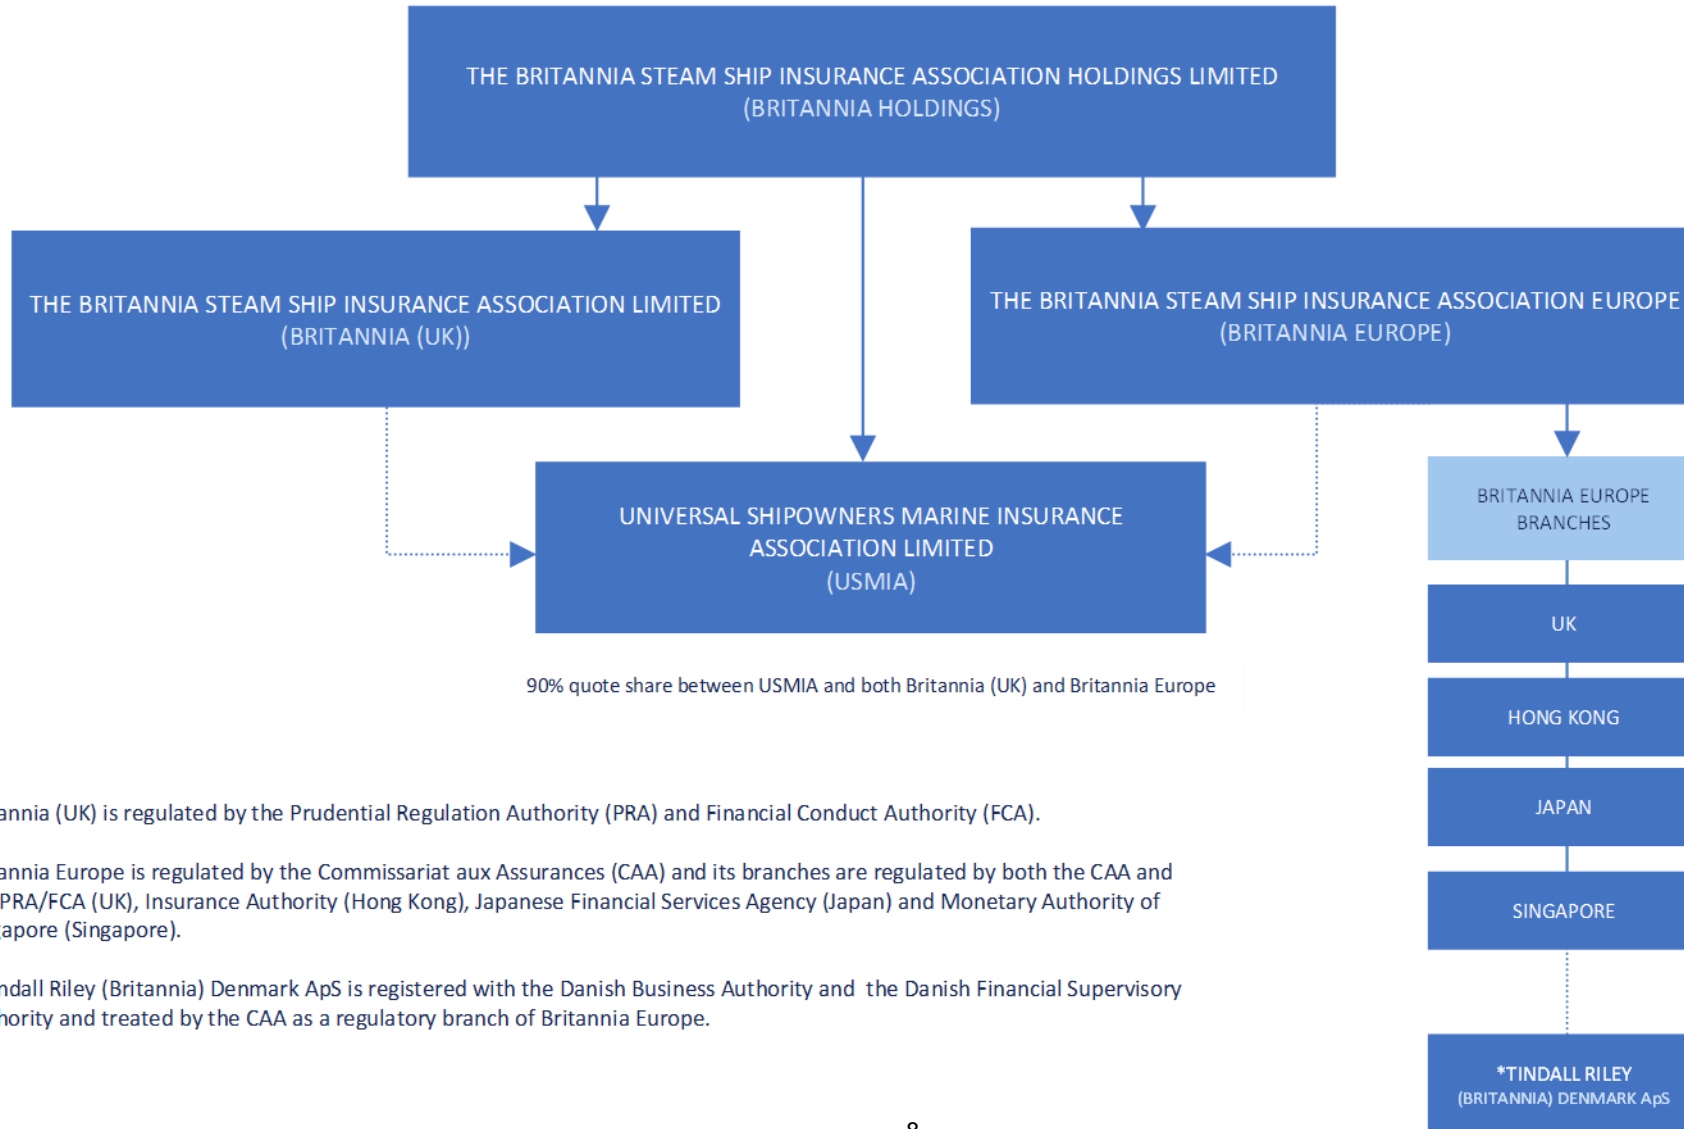 THE BRITANNIA STEAM SHIP INSURANCE ASSOCIATION HOLDINGS LIMITED
(BRITANNIA HOLDINGS)
THE BRITANNIA STEAM SHIP INSURANCE ASSOCIATION LIMITED
(BRITANNIA (UK))
THE BRITANNIA STEAM SHIP INSURANCE ASSOCIATION EUROPE
(BRITANNIA EUROPE)
UNIVERSAL SHIPOWNERS MARINE INSURANCE
ASSOCIATION LIMITED
(USMIA)
90% quote share between USMIA and both Britannia (UK) and Britannia Europe
BRITANNIA EUROPE
BRANCHES
UK
HONG KONG
JAPAN
SINGAPORE
*TINDALL RILEY
(BRITANNIA) DENMARK ApS
annia (UK) is regulated by the Prudential Regulation Authority (PRA) and Financial Conduct Authority (FCA).
annia Europe is regulated by the Commissariat aux Assurances (CAA) and its branches are regulated by both the CAA and
PRA/FCA (UK), Insurance Authority (Hong Kong), Japanese Financial Services Agency (Japan) and Monetary Authority of
gapore (Singapore).
ndall Riley (Britannia) Denmark ApS is registered with the Danish Business Authority and the Danish Financial Supervisory
hority and treated by the CAA as a regulatory branch of Britannia Europe.